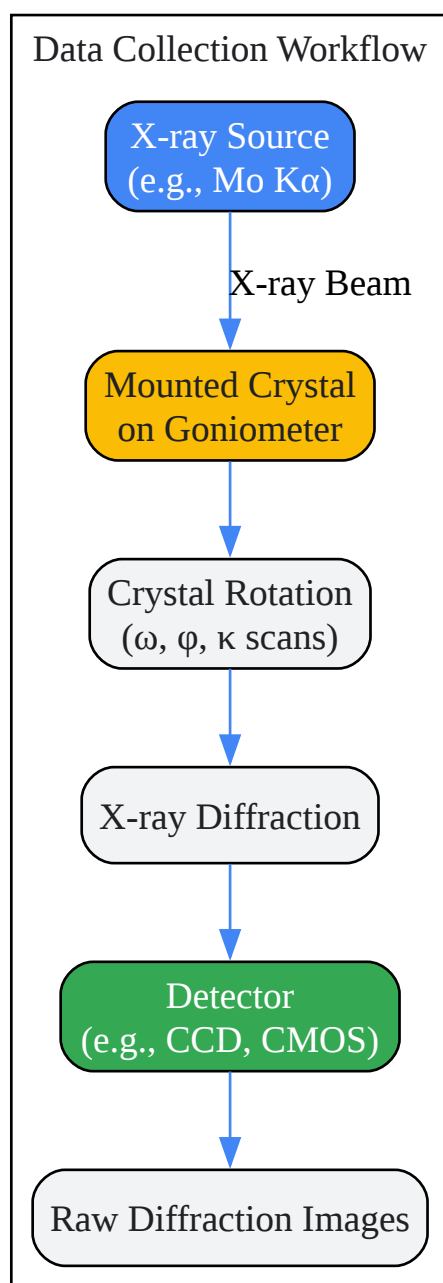 Data Collection Workflow
X-ray Source
(e.g., Mo Kα)
X-ray Beam
Mounted Crystal
on Goniometer
Crystal Rotation
(ω, φ, κ scans)
X-ray Diffraction
Detector
(e.g., CCD, CMOS)
Raw Diffraction Images